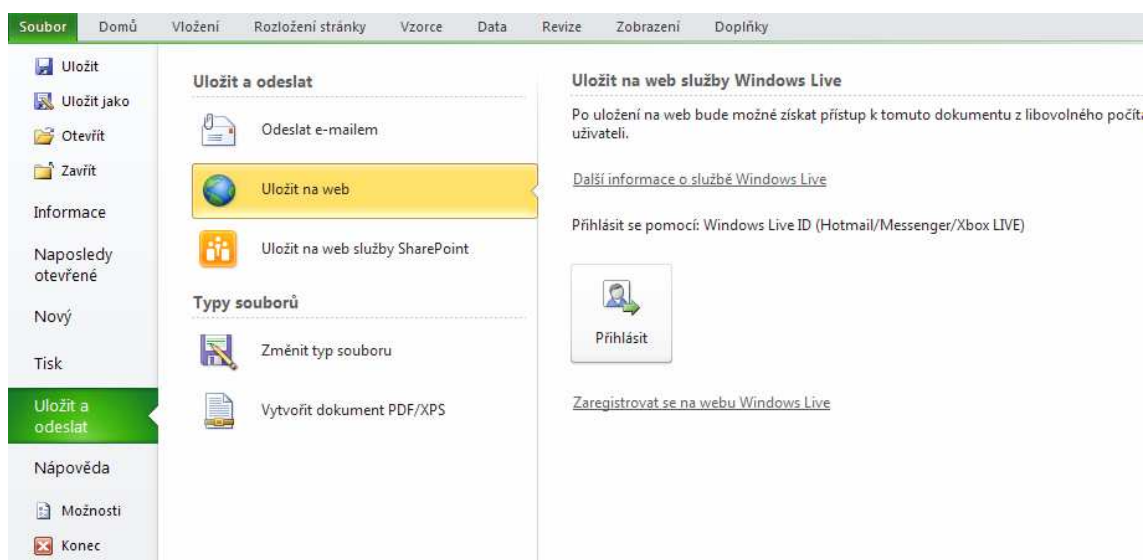 Soubor Domů Vložení Rozložení stránky Vzorce Data Revize Zobrazení Doplňky
Uložit
Uložit jako
Otevřít
Zavřít
Informace
Naposledy
otevřené
Nový
Tisk
Uložit a
odeslat
Nápověda
Možnosti
Konec
Uložit a odeslat
Odeslat e-mailem
Uložit na web
Uložit na web služby SharePoint
Typy souborů
Změnit typ souboru
Vytvořit dokument PDF/XPS
Uložit na web služby Windows Live
Po uložení na web bude možné získat přístup k tomuto dokumentu z libovolného
uživateli.
Další informace o službě Windows Live
Přihlásit se pomocí: Windows Live ID (Hotmail/Messenger/Xbox LIVE)
Přihlásit
Zaregistrovat se na webu Windows Live